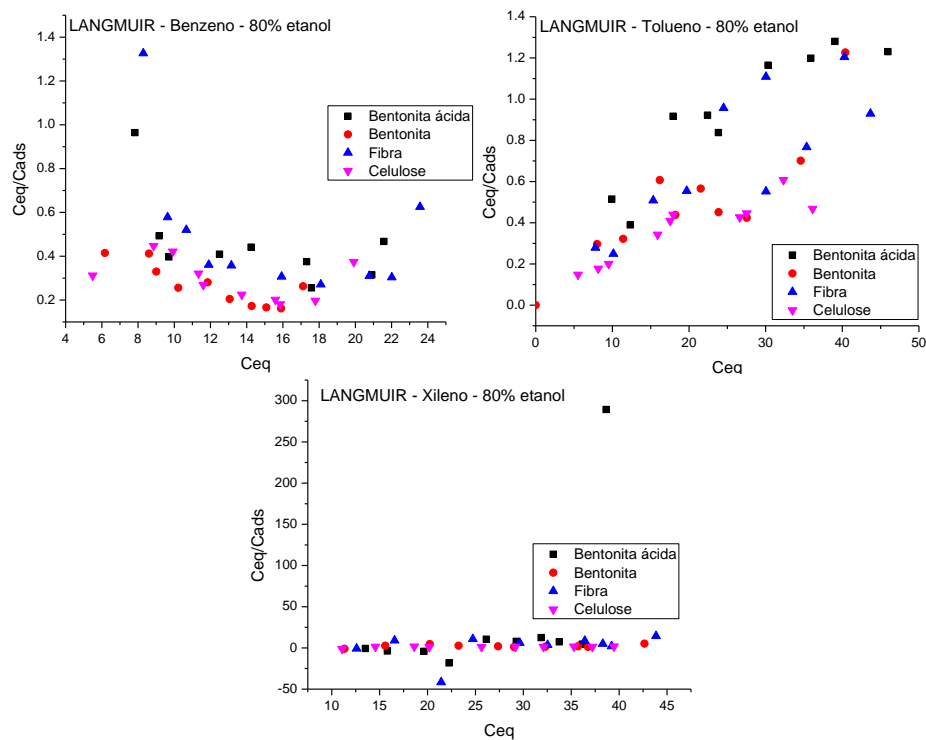 LANGMUIR - Benzeno - 80% etanol
Ceq/Cads
1.4
1.2
1.0
0.8
0.6
0.4
0.2
Bentonita ácida
Bentonita
Fibra
Celulose
4 6 8 10 12 14 16 18 20 22 24
Ceq
LANGMUIR - Tolueno - 80% etanol
Ceq/Cads
1.4
1.2
1.0
0.8
0.6
0.4
0.2
0.0
Bentonita ácida
Bentonita
Fibra
Celulose
0 10 20 30 40 50
Ceq
LANGMUIR - Xileno - 80% etanol
Ceq/Cads
300
250
200
150
100
50
0
-50
Bentonita ácida
Bentonita
Fibra
Celulose
10 15 20 25 30 35 40 45
Ceq